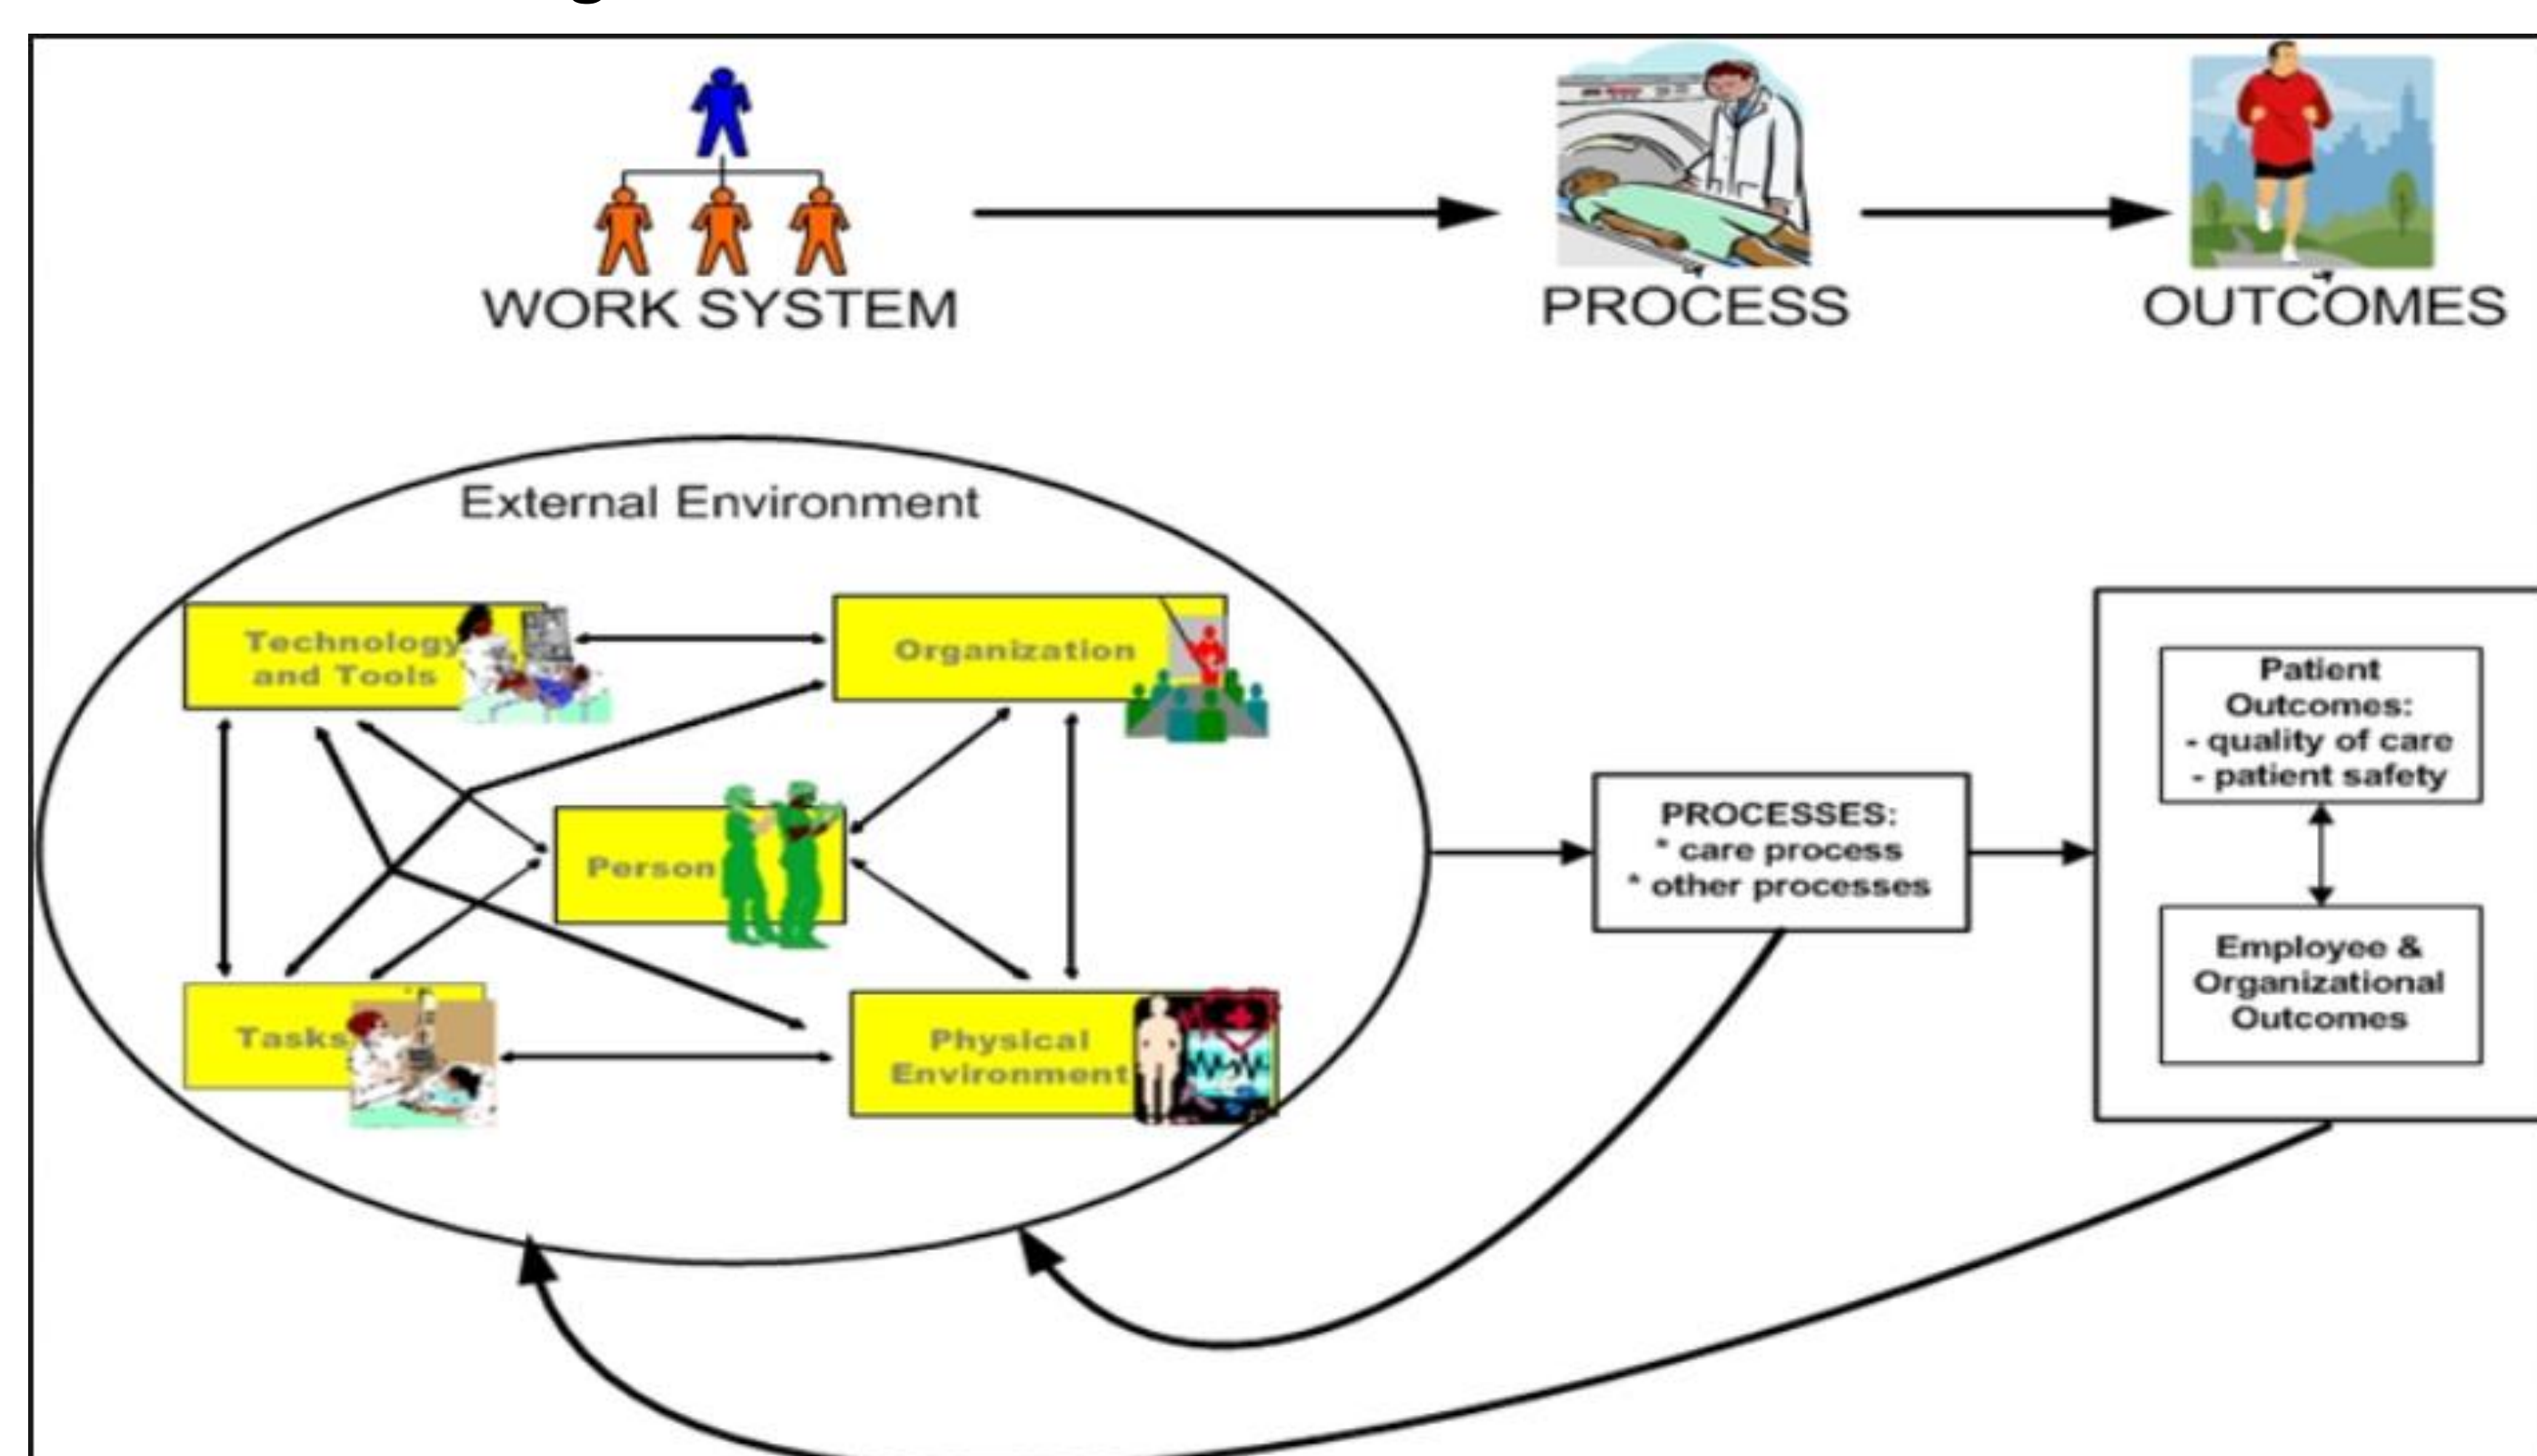 WORK SYSTEM
PROCESS
OUTCOMES
External Environment
Technology
and Tools
Organization
Person
Tasks
Physical
Environment
PROCESSES:
* care process
* other processes
Patient
Outcomes:
- quality of care
- patient safety
Employee &
Organizational
Outcomes